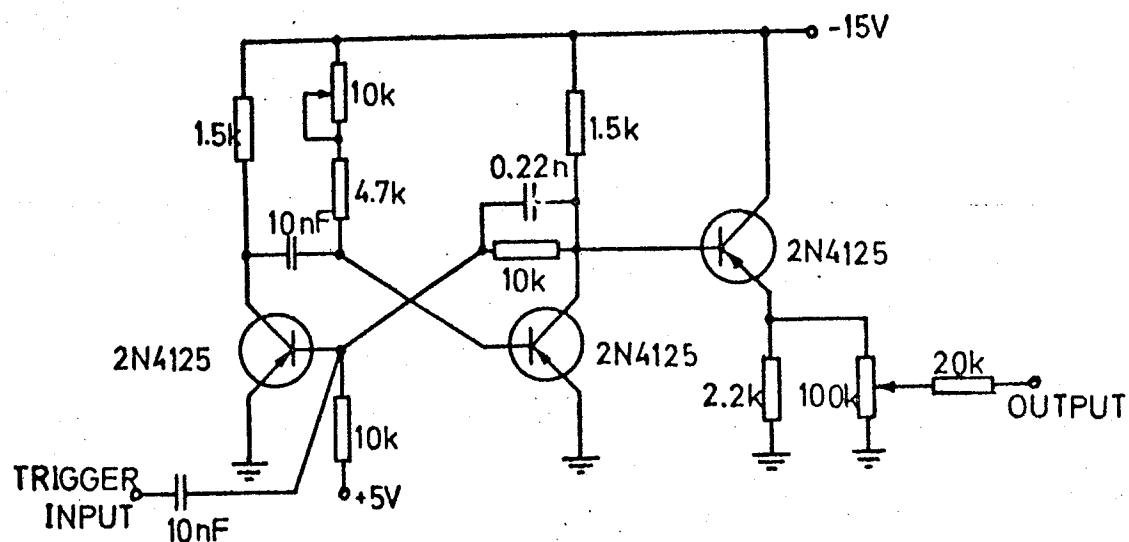 -15V
10k
1.5k
1.5k
0.22n
4.7k
10nF
10k
2N4125
2N4125
2N4125
2.2k
100k
20k
OUTPUT
10k
TRIGGER
INPUT
+5V
10nF